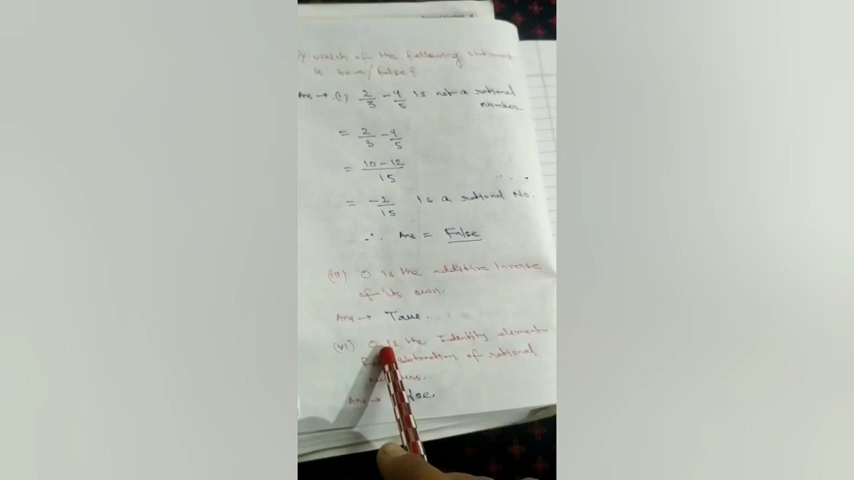 which of the following statement
is true/false?
Ans → (i) 2/3 - 4/5 is not a rational
number.
= 2/3 - 4/5
= 10 - 12/15
= -2/15 is a rational No.
∴ Ans = False
(iii) 0 is the additive inverse
of its own.
Ans → True.
(vi) 0 is the Identity element
subtraction of rational
Ans →